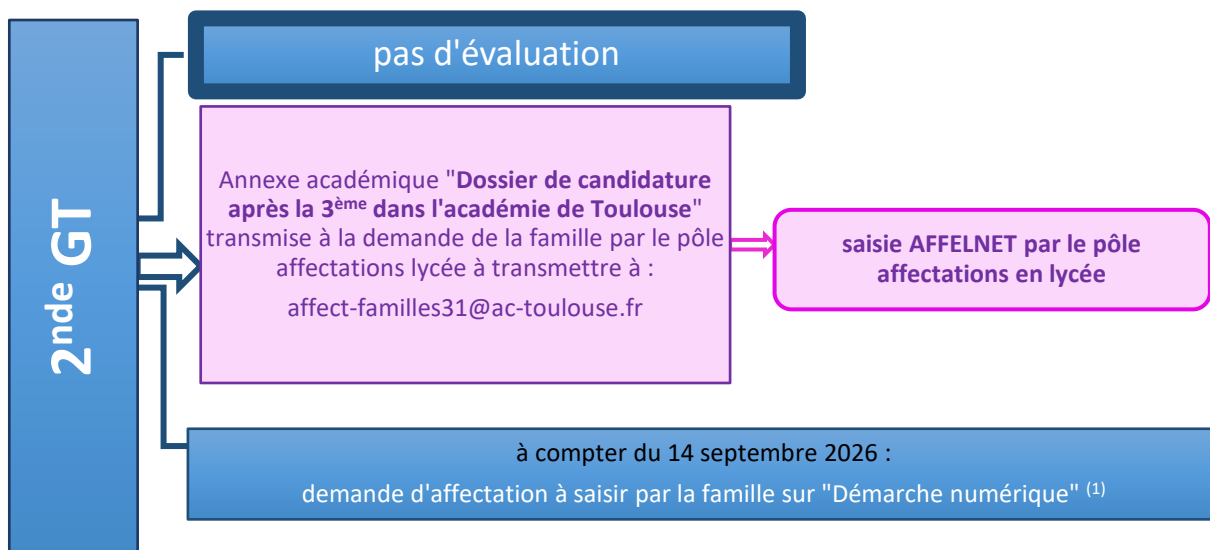 2nde GT
pas d'évaluation
Annexe académique "Dossier de candidature
après la 3ème dans l'académie de Toulouse"
transmise à la demande de la famille par le pôle
affectations lycée à transmettre à :
affect-familles31@ac-toulouse.fr
saisie AFFELNET par le pôle
affectations en lycée
à compter du 14 septembre 2026 :
demande d'affectation à saisir par la famille sur "Démarche numérique" (1)